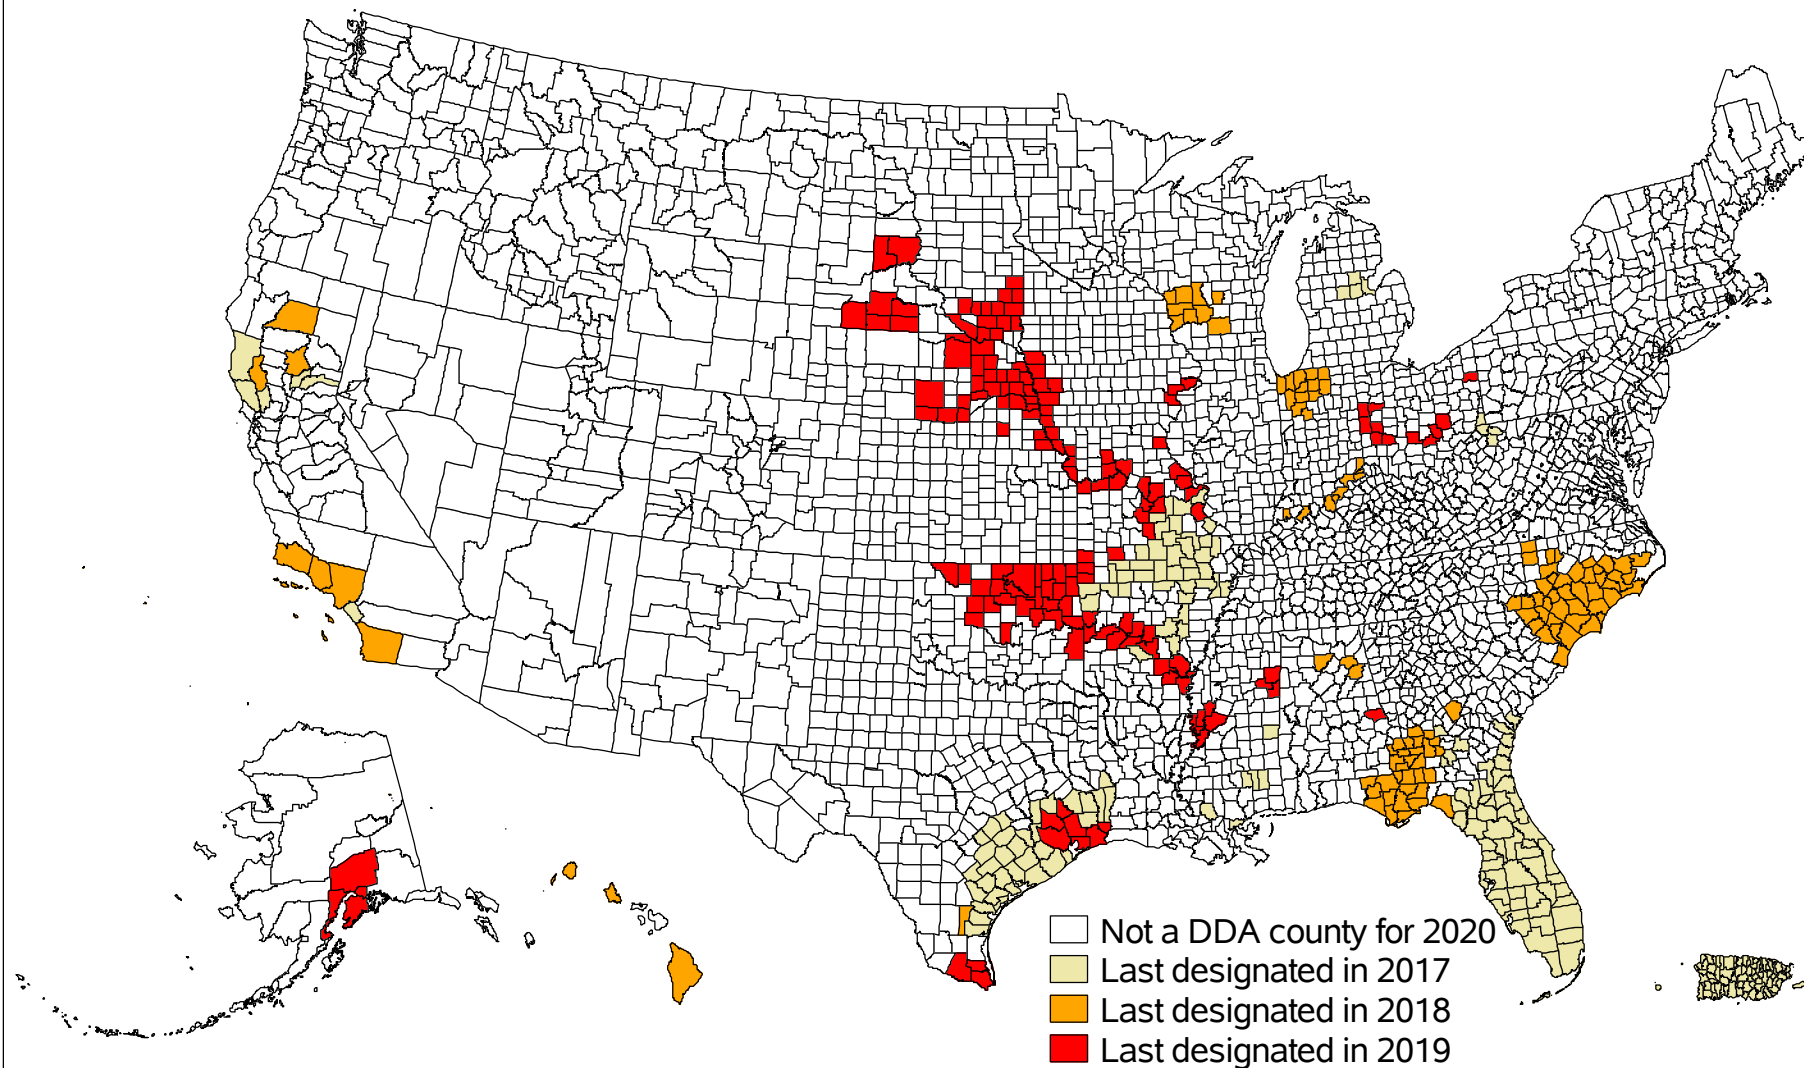 Not a DDA county for 2020
Last designated in 2017
Last designated in 2018
Last designated in 2019